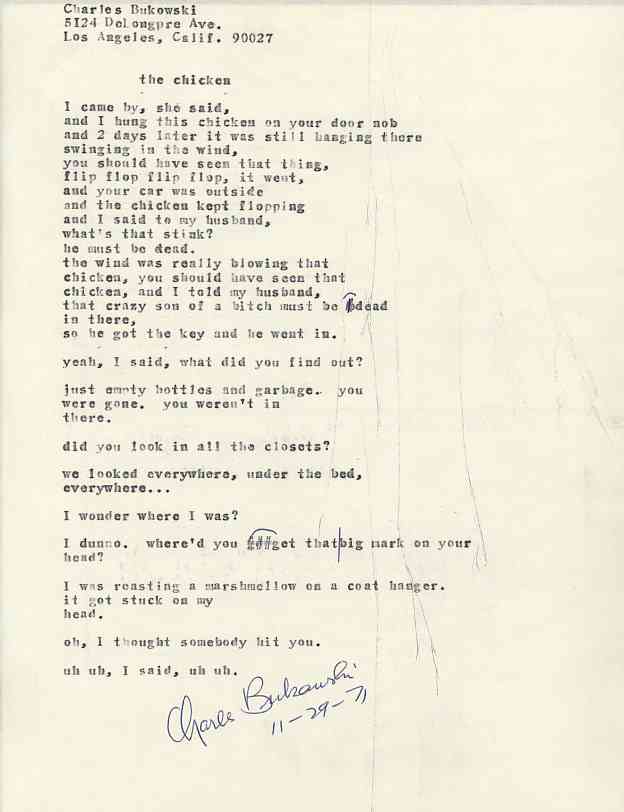 Charles Bukowski
5124 DeLongpre Ave.
Los Angeles, Calif. 90027
the chicken
I came by, she said,
and I hung this chicken on your door nob
and 2 days later it was still hanging there
swinging in the wind,
you should have seen that thing,
flip flop flip flop, it went,
and your car was outside
and the chicken kept flopping
and I said to my husband,
what's that stink?
he must be dead.
the wind was really blowing that
chicken, you should have seen that
chicken, and I told my husband,
that crazy son of a bitch must be dead
in there,
so he got the key and he went in.
yeah, I said, what did you find out?
just empty bottles and garbage. you
were gone. you weren't in
there.
did you look in all the closets?
we looked everywhere, under the bed,
everywhere...
I wonder where I was?
I dunno. where'd you ###get that big mark on your
head?
I was roasting a marshmellow on a coat hanger.
it got stuck on my
head.
oh, I thought somebody hit you.
uh uh, I said, uh uh.
Charles Bukowski
11-29-71